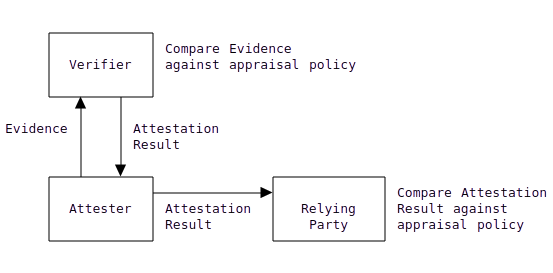 Verifier
Compare Evidence
against appraisal policy
Evidence
Attestation
Result
Attester
Attestation
Result
Relying
Party
Compare Attestation
Result against
appraisal policy